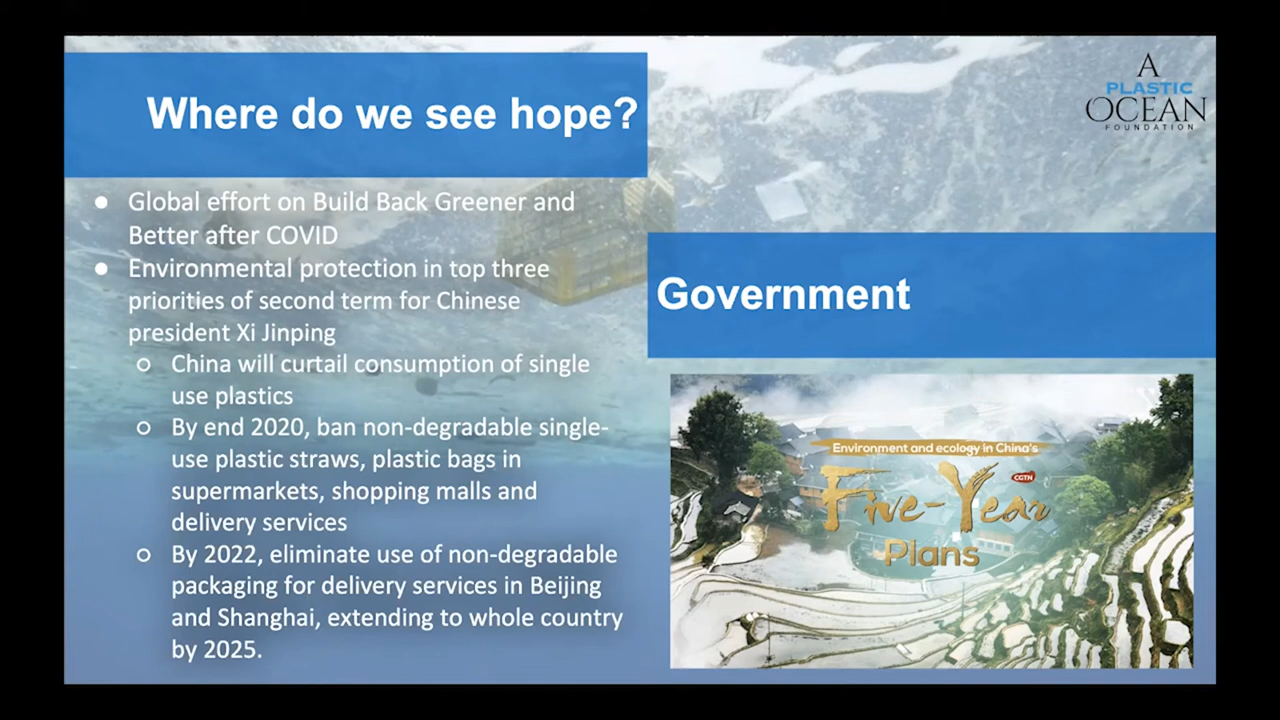 Where do we see hope?
A
PLASTIC
OCEAN
FOUNDATION
● Global effort on Build Back Greener and
Better after COVID
● Environmental protection in top three
priorities of second term for Chinese
president Xi Jinping
○ China will curtail consumption of single
use plastics
○ By end 2020, ban non-degradable single-
use plastic straws, plastic bags in
supermarkets, shopping malls and
delivery services
○ By 2022, eliminate use of non-degradable
packaging for delivery services in Beijing
and Shanghai, extending to whole country
by 2025.
Government
Environment and ecology in China's
CGTN
Five-Year
Plans